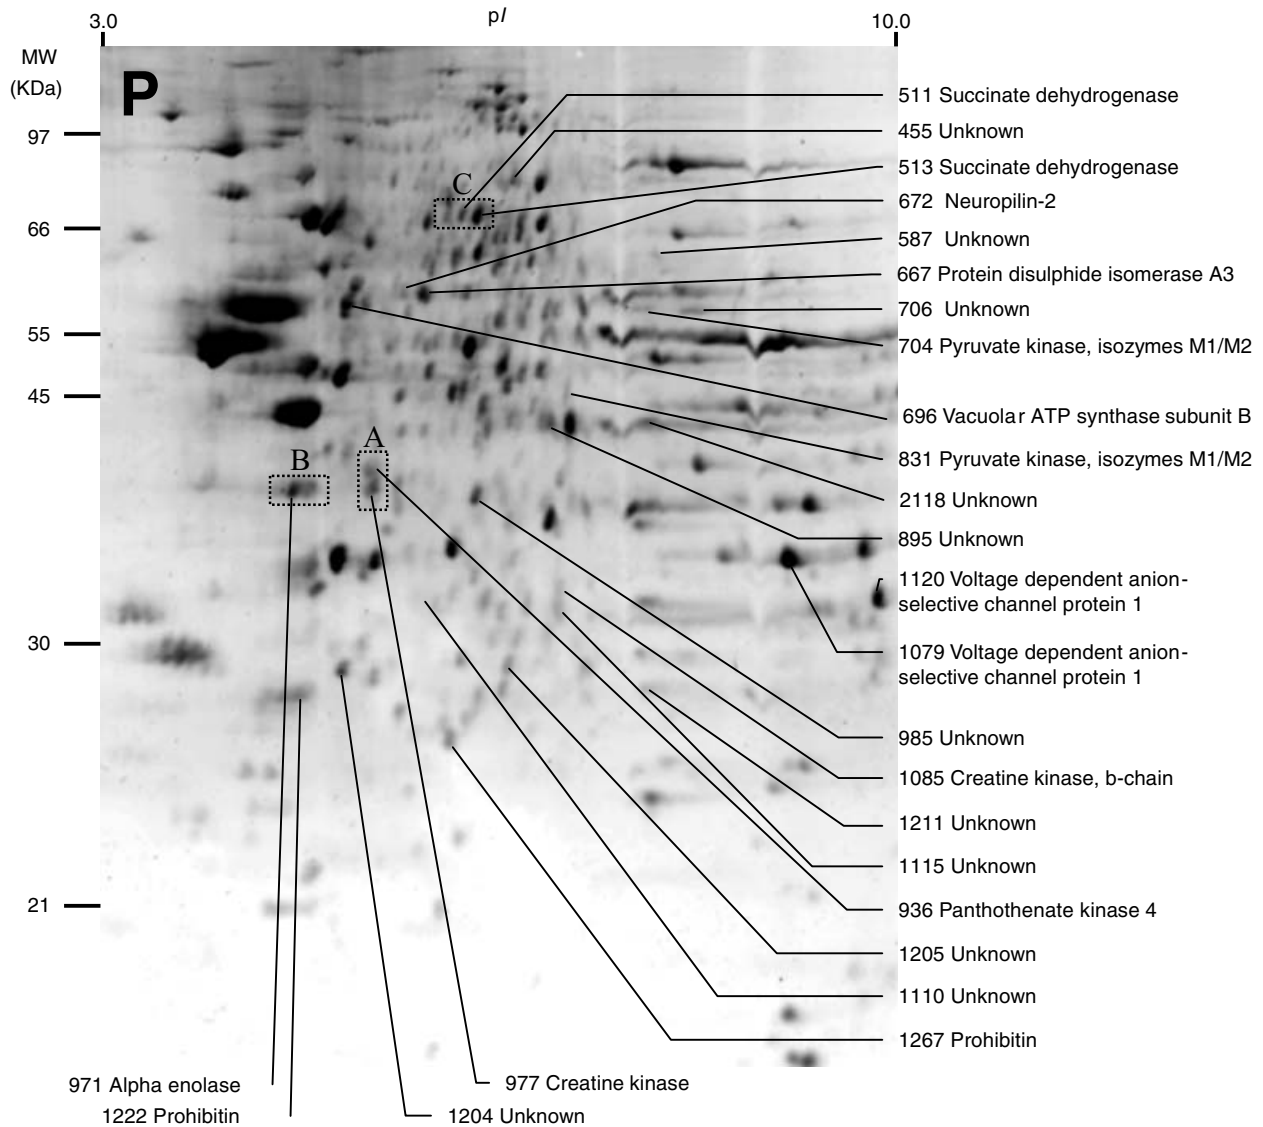 3.0
pI
10.0
MW
(KDa)
P
97
66
55
45
30
21
C
A
B
511 Succinate dehydrogenase
455 Unknown
513 Succinate dehydrogenase
672 Neuropilin-2
587 Unknown
667 Protein disulphide isomerase A3
706 Unknown
704 Pyruvate kinase, isozymes M1/M2
696 Vacuolar ATP synthase subunit B
831 Pyruvate kinase, isozymes M1/M2
2118 Unknown
895 Unknown
1120 Voltage dependent anion-
selective channel protein 1
1079 Voltage dependent anion-
selective channel protein 1
985 Unknown
1085 Creatine kinase, b-chain
1211 Unknown
1115 Unknown
936 Panthothenate kinase 4
1205 Unknown
1110 Unknown
1267 Prohibitin
971 Alpha enolase
977 Creatine kinase
1222 Prohibitin
1204 Unknown